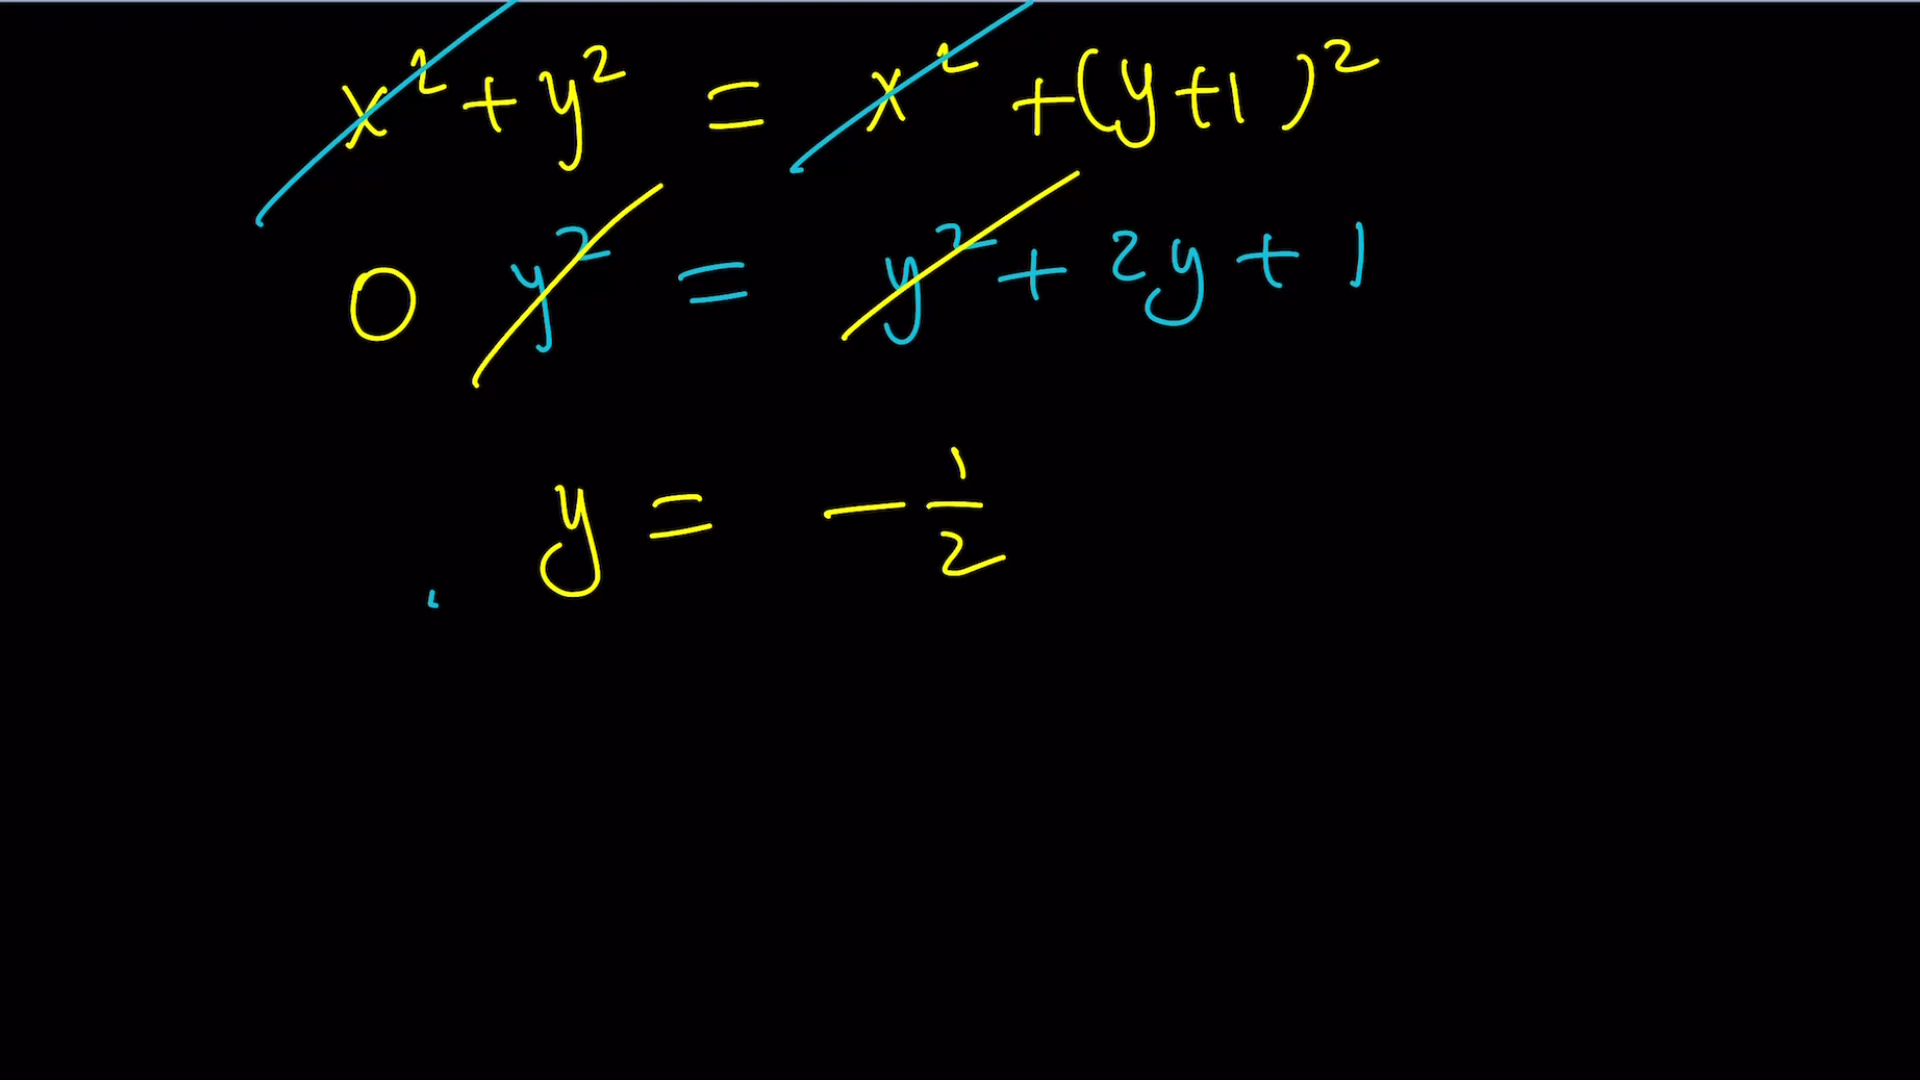 x² + y² = x² + (y+1)²
0 y² = y² + 2y + 1
y = - 1/2